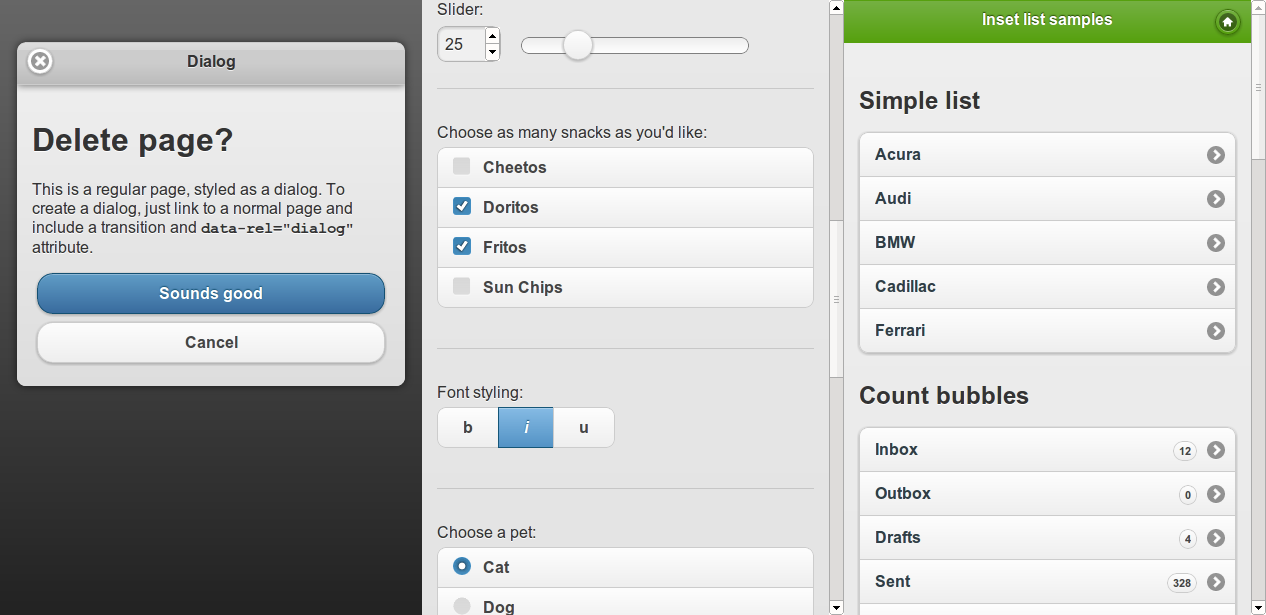 Dialog
Delete page?
This is a regular page, styled as a dialog. To
create a dialog, just link to a normal page and
include a transition and data-rel="dialog"
attribute.
Sounds good
Cancel
Slider:
25
Choose as many snacks as you'd like:
Cheetos
Doritos
Fritos
Sun Chips
Font styling:
b i u
Choose a pet:
Cat
Dog
Inset list samples
Simple list
Acura
Audi
BMW
Cadillac
Ferrari
Count bubbles
Inbox 12
Outbox 0
Drafts 4
Sent 328